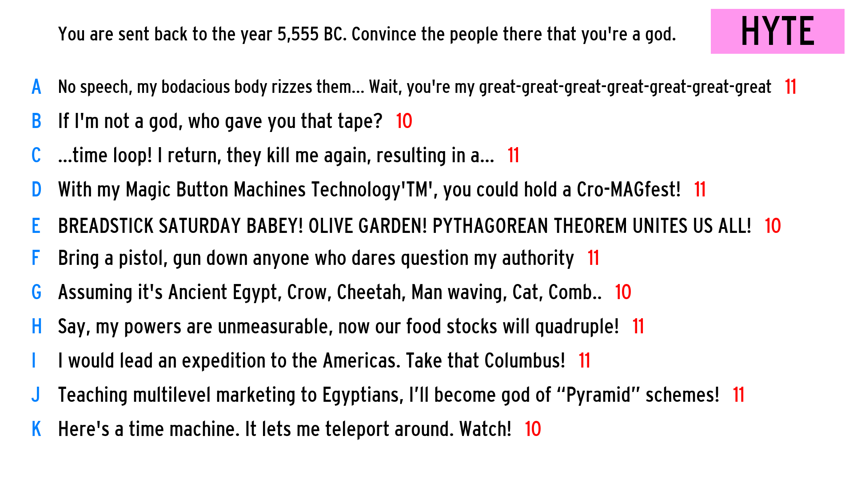 You are sent back to the year 5,555 BC. Convince the people there that you're a god.
HYTE
A No speech, my bodacious body rizzes them... Wait, you're my great-great-great-great-great-great-great 11
B If I'm not a god, who gave you that tape? 10
C ...time loop! I return, they kill me again, resulting in a... 11
D With my Magic Button Machines Technology'TM', you could hold a Cro-MAGfest! 11
E BREADSTICK SATURDAY BABEY! OLIVE GARDEN! PYTHAGOREAN THEOREM UNITES US ALL! 10
F Bring a pistol, gun down anyone who dares question my authority 11
G Assuming it's Ancient Egypt, Crow, Cheetah, Man waving, Cat, Comb.. 10
H Say, my powers are unmeasurable, now our food stocks will quadruple! 11
I I would lead an expedition to the Americas. Take that Columbus! 11
J Teaching multilevel marketing to Egyptians, I’ll become god of “Pyramid” schemes! 11
K Here's a time machine. It lets me teleport around. Watch! 10